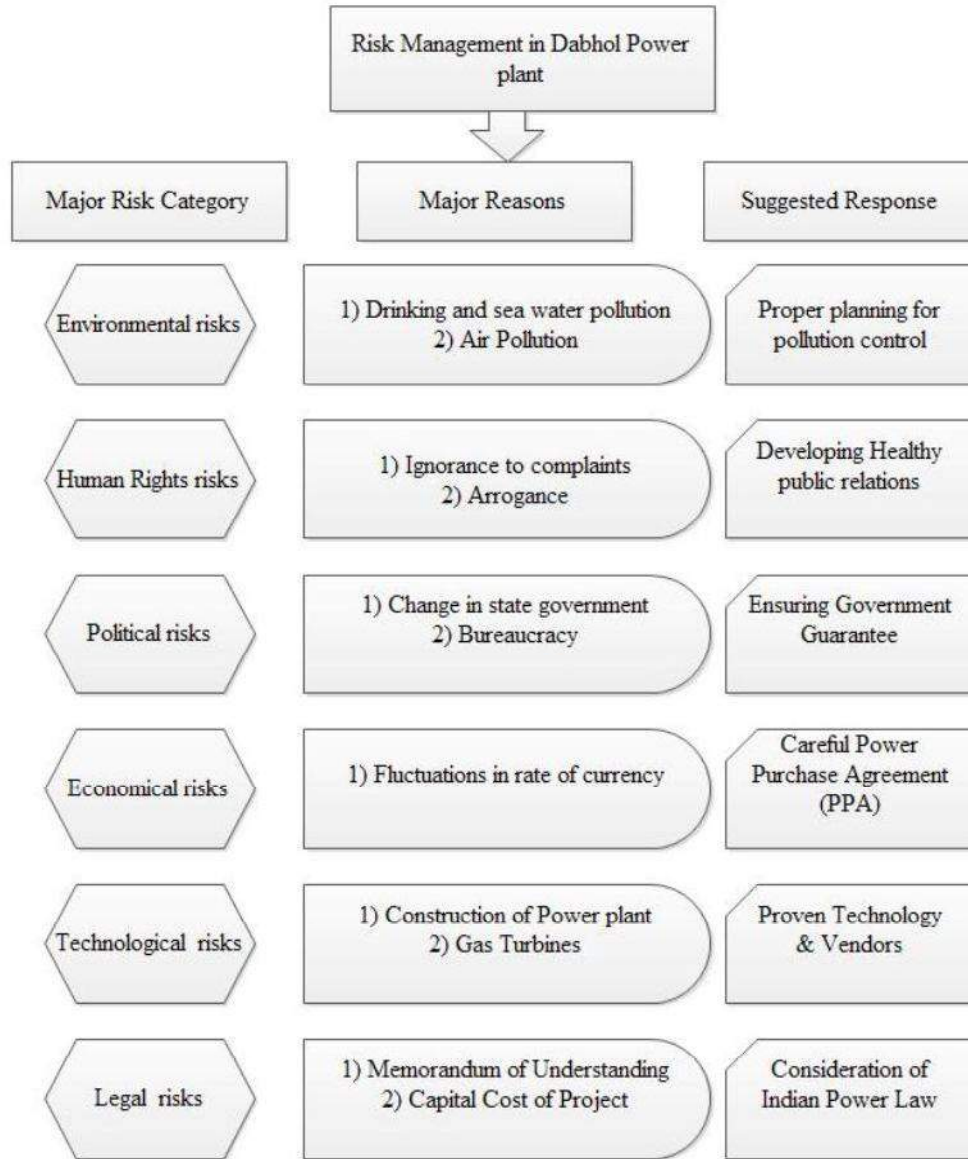 Risk Management in Dabhol Power
plant
Major Risk Category
Major Reasons
Suggested Response
Environmental risks
1) Drinking and sea water pollution
2) Air Pollution
Proper planning for
pollution control
Human Rights risks
1) Ignorance to complaints
2) Arrogance
Developing Healthy
public relations
Political risks
1) Change in state government
2) Bureaucracy
Ensuring Government
Guarantee
Economical risks
1) Fluctuations in rate of currency
Careful Power
Purchase Agreement
(PPA)
Technological risks
1) Construction of Power plant
2) Gas Turbines
Proven Technology
& Vendors
Legal risks
1) Memorandum of Understanding
2) Capital Cost of Project
Consideration of
Indian Power Law